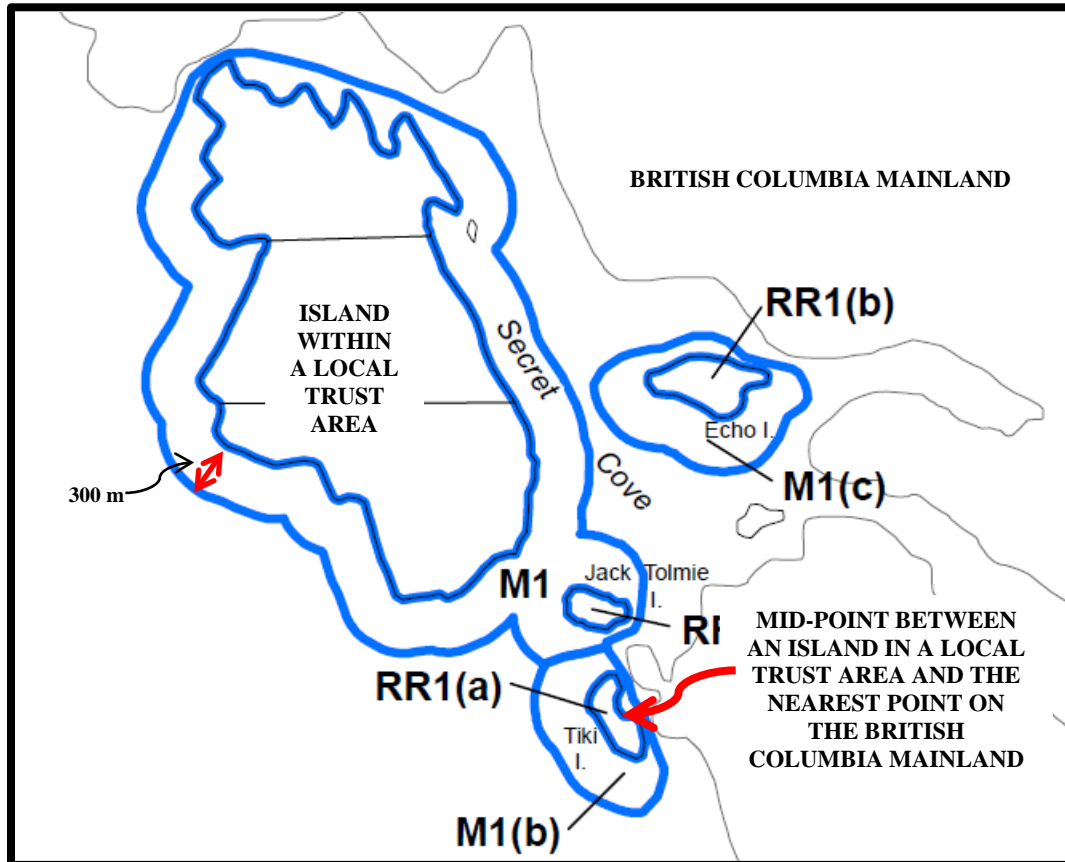 BRITISH COLUMBIA MAINLAND
RR1(b)
ISLAND
WITHIN
A LOCAL
TRUST
AREA
Secret
Cove
Echo I.
M1(c)
300 m
M1
Jack Tolmie
I.
MID-POINT BETWEEN
AN ISLAND IN A LOCAL
TRUST AREA AND THE
NEAREST POINT ON
THE BRITISH
COLUMBIA MAINLAND
RR1(a)
Tiki
I.
M1(b)